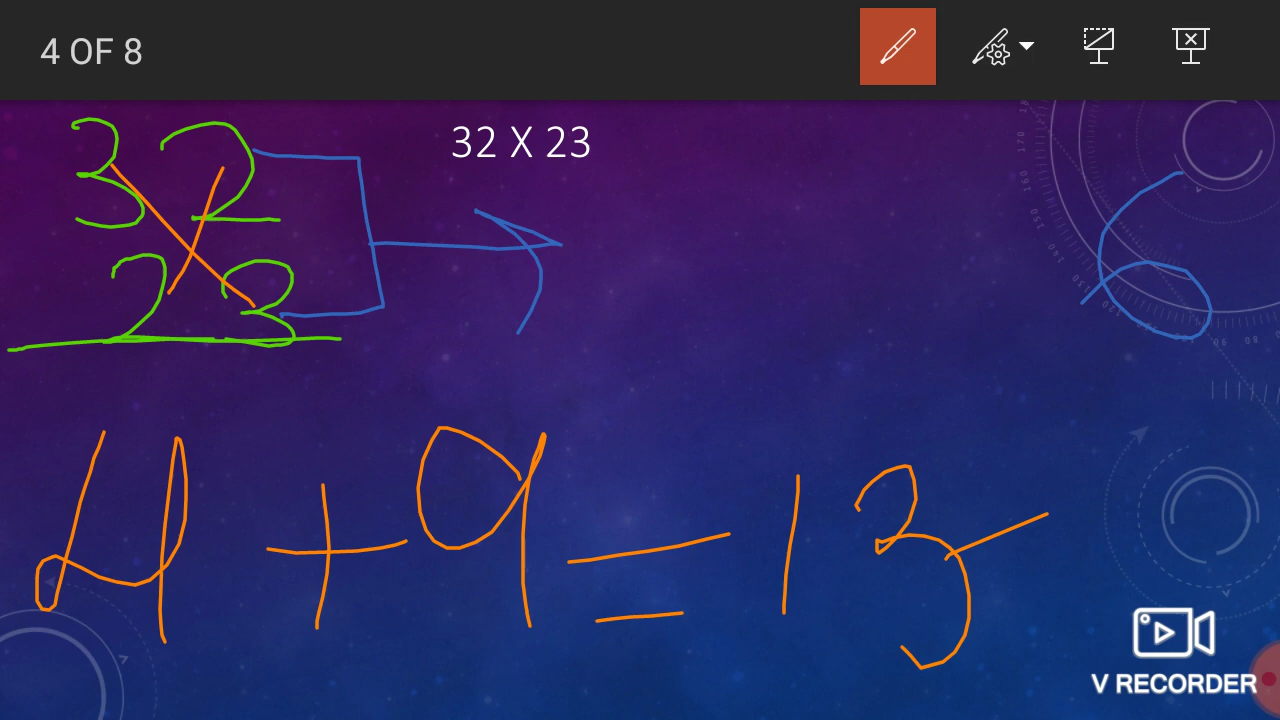 4 OF 8
32 X 23
32
23
6
4 + 9 = 13
V RECORDER